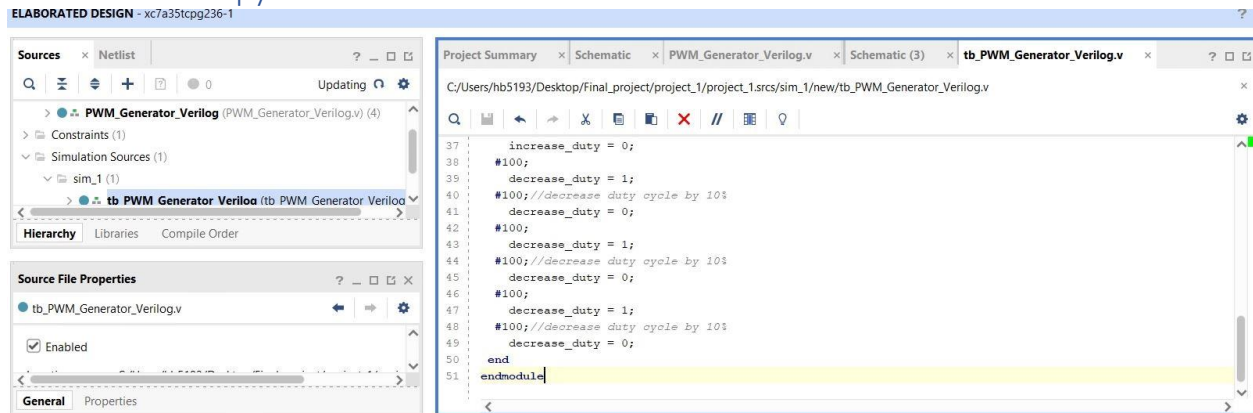 py
ELABORATED DESIGN - xc7a35tcpg236-1 ?
Sources × Netlist ? _
0 Updating
PWM_Generator_Verilog (PWM_Generator_Verilog.v) (4)
Constraints (1)
Simulation Sources (1)
sim_1 (1)
tb_PWM_Generator_Verilog (tb_PWM_Generator_Verilog
Hierarchy Libraries Compile Order
Source File Properties ? _ ×
tb_PWM_Generator_Verilog.v
Enabled
General Properties
Project Summary × Schematic × PWM_Generator_Verilog.v × Schematic (3) × tb_PWM_Generator_Verilog.v × ?
C:/Users/hb5193/Desktop/Final_project/project_1/project_1.srcs/sim_1/new/tb_PWM_Generator_Verilog.v ×
37 increase_duty = 0;
38 #100;
39 decrease_duty = 1;
40 #100;//decrease duty cycle by 10%
41 decrease_duty = 0;
42 #100;
43 decrease_duty = 1;
44 #100;//decrease duty cycle by 10%
45 decrease_duty = 0;
46 #100;
47 decrease_duty = 1;
48 #100;//decrease duty cycle by 10%
49 decrease_duty = 0;
50 end
51 endmodule